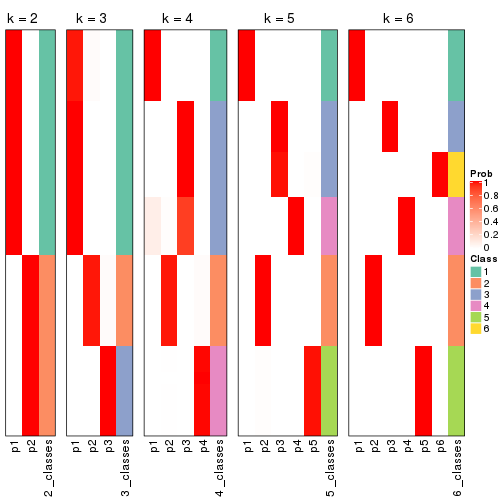 k = 2
k = 3
k = 4
k = 5
k = 6
p1
p2
2_classes
p1
p2
p3
3_classes
p1
p2
p3
p4
4_classes
p1
p2
p3
p4
p5
5_classes
p1
p2
p3
p4
p5
p6
6_classes
Prob
1
0.8
0.6
0.4
0.2
0
Class
1
2
3
4
5
6